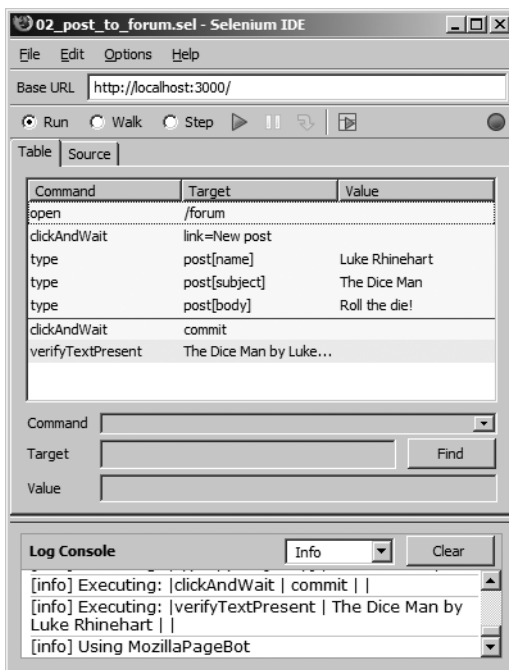 02_post_to_forum.sel - Selenium IDE
File Edit Options Help
Base URL http://localhost:3000/
Run Walk Step
Table Source
Command Target Value
open /forum
clickAndWait link=New post
type post[name] Luke Rhinehart
type post[subject] The Dice Man
type post[body] Roll the die!
clickAndWait commit
verifyTextPresent The Dice Man by Luke...
Command
Target Find
Value
Log Console Info Clear
[info] Executing: |clickAndWait | commit | |
[info] Executing: |verifyTextPresent | The Dice Man by
Luke Rhinehart | |
[info] Using MozillaPageBot